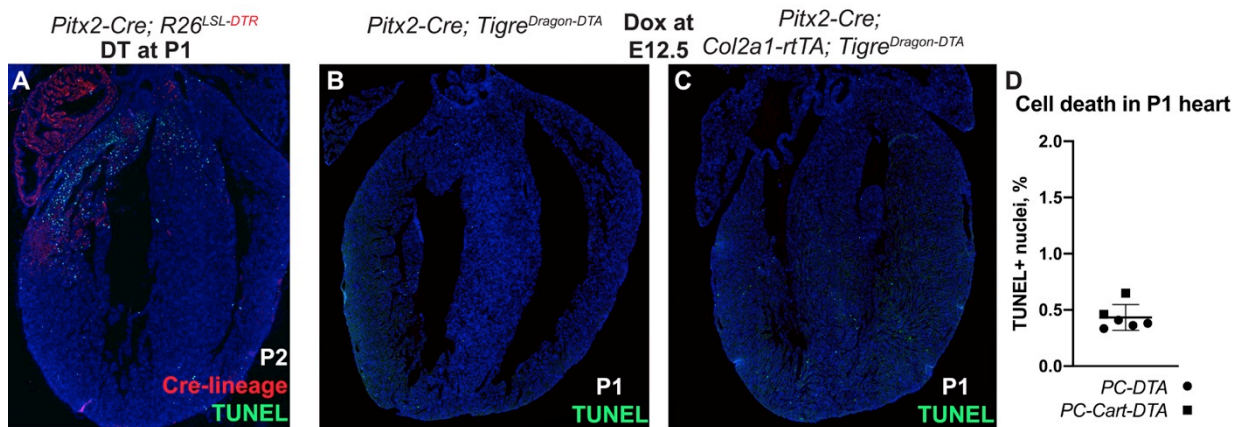 Pitx2-Cre; R26LSL-DTR
DT at P1
Pitx2-Cre; TigreDragon-DTA
Dox at
E12.5
Pitx2-Cre;
Col2a1-rtTA; TigreDragon-DTA
A
P2
Cre-lineage
TUNEL
B
P1
TUNEL
C
P1
TUNEL
D
Cell death in P1 heart
TUNEL+ nuclei, %
2.0
1.5
1.0
0.5
0.0
PC-DTA
PC-Cart-DTA